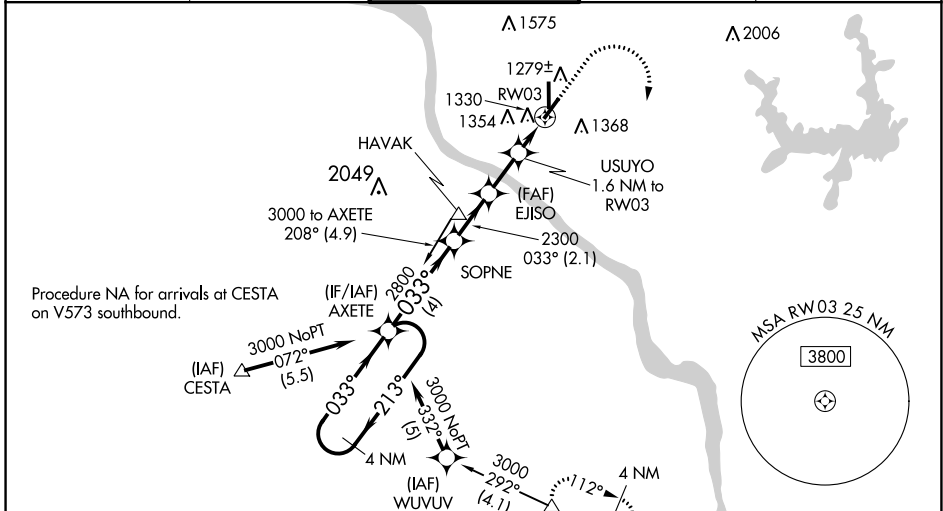 1575
2006
1279±
RW03
1330
1354
1368
HAVAK
USUYO
1.6 NM to
RW03
2049
(FAF)
EJISO
3000 to AXETE
208° (4.9)
2300
033° (2.1)
SOPNE
2800
033°
(4)
Procedure NA for arrivals at CESTA
on V573 southbound.
(IF/IAF)
AXETE
MSA RW03 25 NM
3800
3000 NoPT
072°
(5.5)
(IAF)
CESTA
033°
213°
3000 NoPT
332°
(5)
4 NM
(IAF)
WUVUV
3000
292°
(4.1)
112°
4 NM